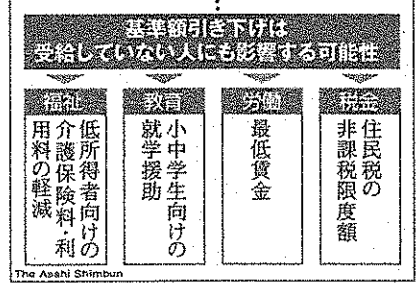 基準額引き下げは
受給していない人にも影響する可能性
福祉
低所得者向けの
介護保険料・利
用料の軽減
教育
小中学生向けの
就学援助
労働
最低賃金
税金
住民税の
非課税限度額
The Asahi Shimbun